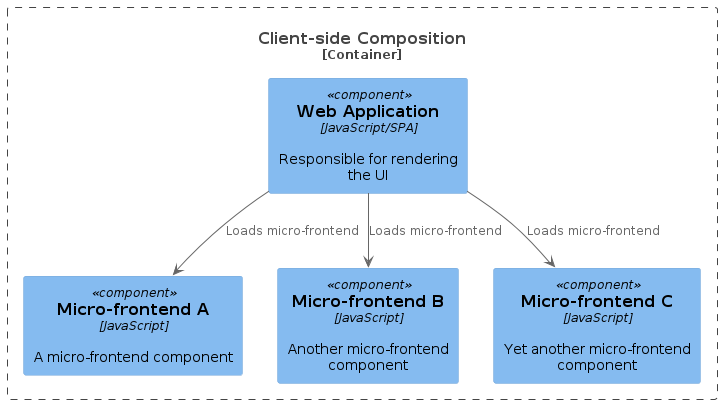 Client-side Composition
[Container]
«component»
Web Application
[JavaScript/SPA]
Responsible for rendering
the UI
Loads micro-frontend
Loads micro-frontend
Loads micro-frontend
«component»
Micro-frontend A
[JavaScript]
A micro-frontend component
«component»
Micro-frontend B
[JavaScript]
Another micro-frontend
component
«component»
Micro-frontend C
[JavaScript]
Yet another micro-frontend
component